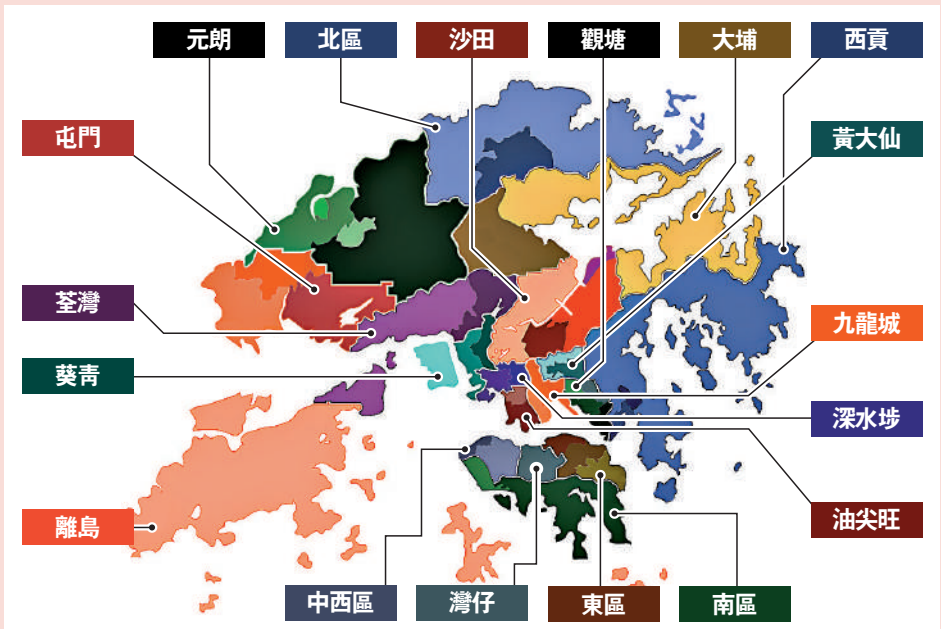 元朗
北區
沙田
觀塘
大埔
西貢
屯門
黃大仙
荃灣
九龍城
葵青
深水埗
離島
油尖旺
中西區
灣仔
東區
南區